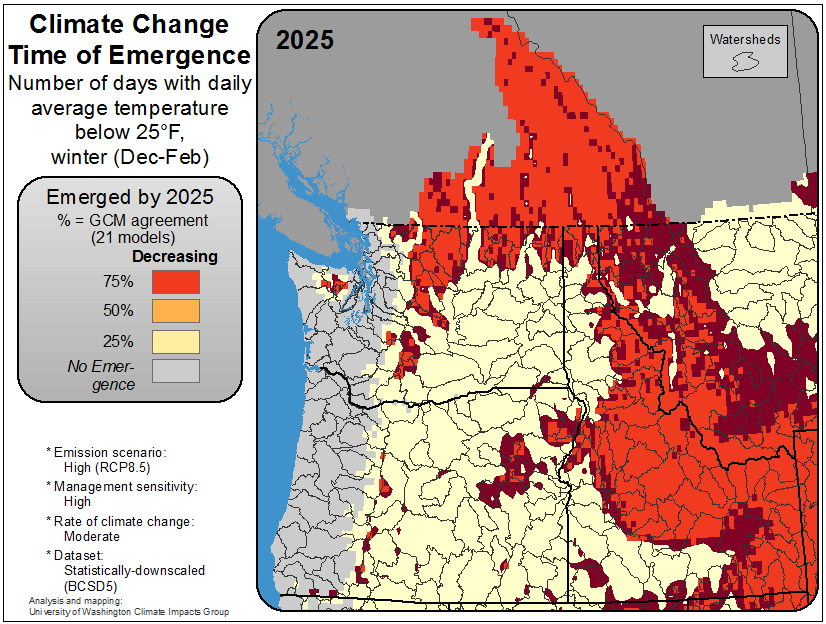 Climate Change
Time of Emergence
Number of days with daily
average temperature
below 25°F,
winter (Dec-Feb)
Emerged by 2025
% = GCM agreement
(21 models)
Decreasing
75%
50%
25%
No Emer-
gence
* Emission scenario:
High (RCP8.5)
* Management sensitivity:
High
* Rate of climate change:
Moderate
* Dataset:
Statistically-downscaled
(BCSD5)
Analysis and mapping:
University of Washington Climate Impacts Group
2025
Watersheds